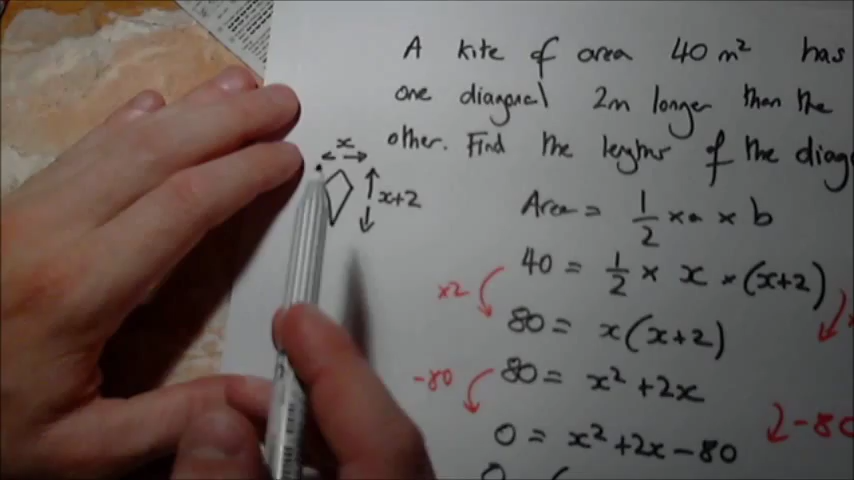 A kite of area 40 m² has
one diagonal 2m longer than the
other. Find the lengths of the
x
x+2
Area = 1/2 × a × b
×2
40 = 1/2 × x × (x+2)
80 = x(x+2)
-80
80 = x² + 2x
-80
0 = x² + 2x - 80